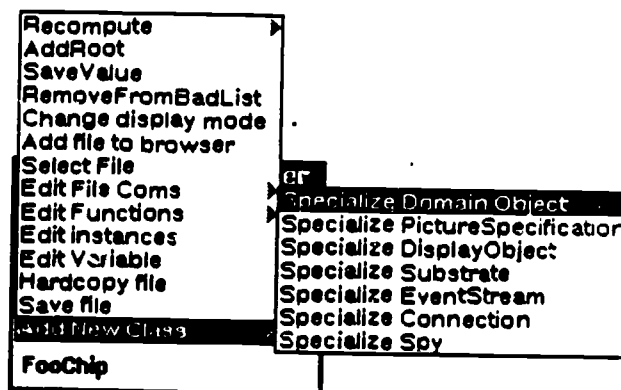 Recompute
AddRoot
SaveValue
RemoveFromBadList
Change display mode
Add file to browser
Select File
Edit File Coms
Edit Functions
Edit instances
Edit Variable
Hardcopy file
Save file
Add New Class
FooChip
er
Specialize Domain Object
Specialize PictureSpecification
Specialize DisplayObject
Specialize Substrate
Specialize EventStream
Specialize Connection
Specialize Spy